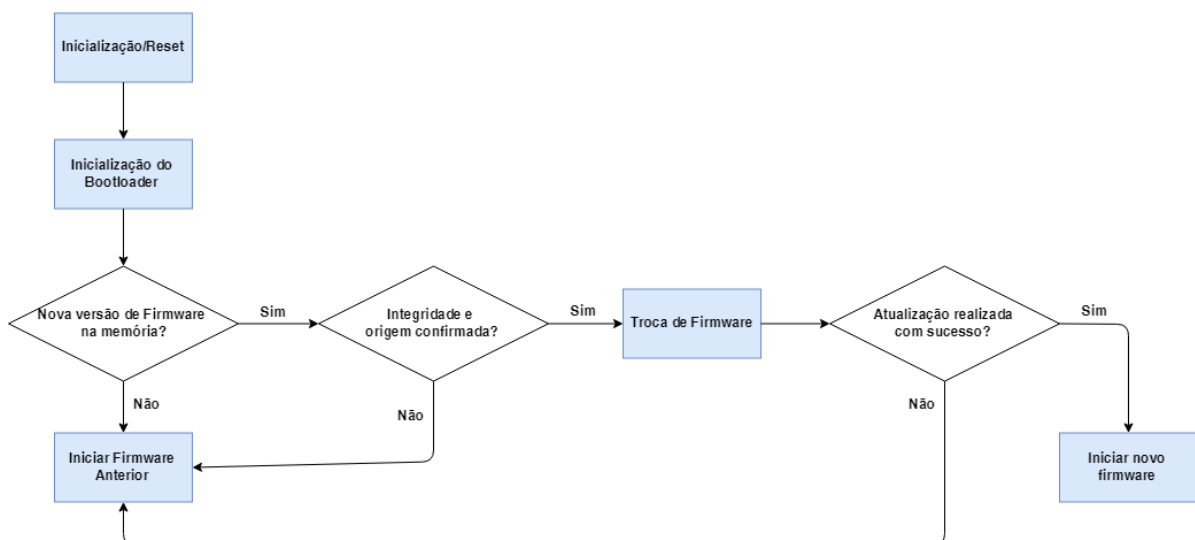 Inicialização/Reset
Inicialização do
Bootloader
Nova versão de Firmware
na memória?
Sim
Integridade e
origem confirmada?
Sim
Troca de Firmware
Atualização realizada
com sucesso?
Sim
Não
Não
Não
Iniciar Firmware
Anterior
Iniciar novo
firmware